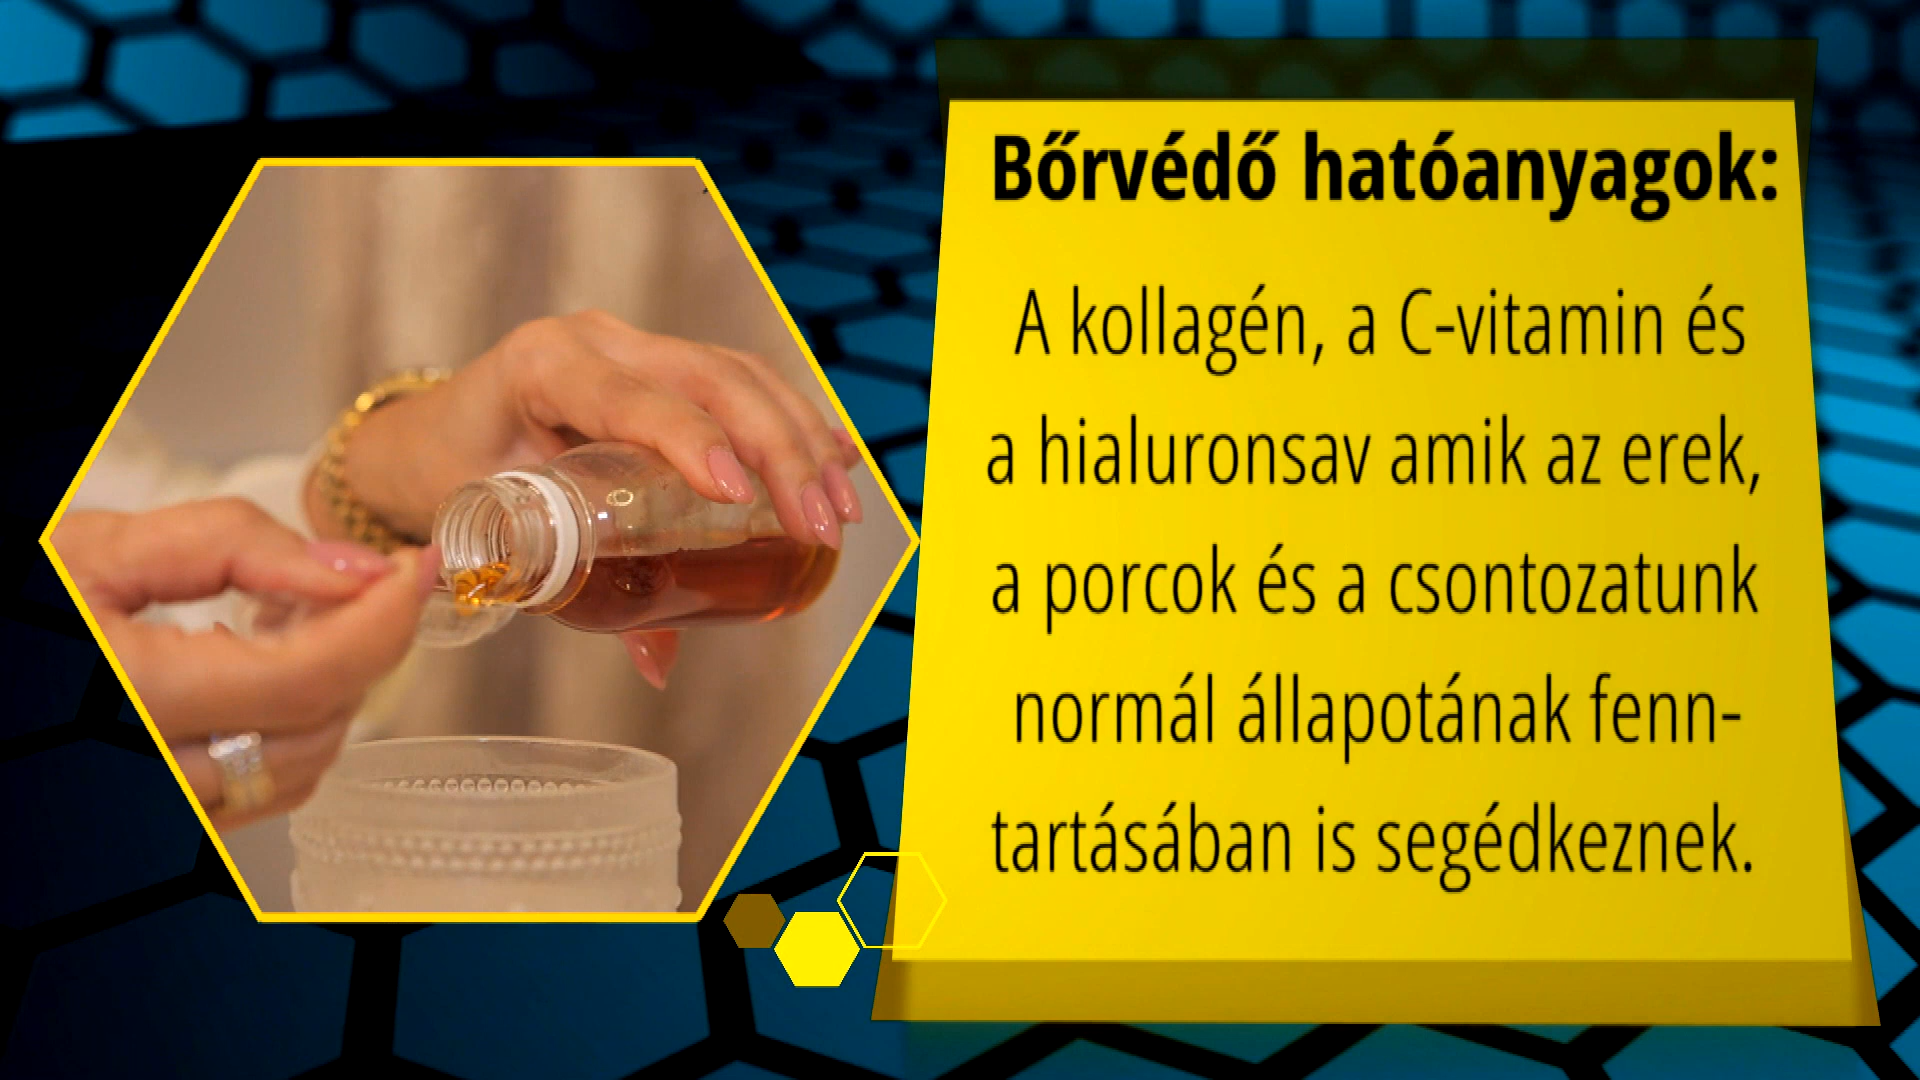 Bőrvédő hatóanyagok:
A kollagén, a C-vitamin és
a hialuronsav amik az erek,
a porcok és a csontozatunk
normál állapotának fenn-
tartásában is segédkeznek.